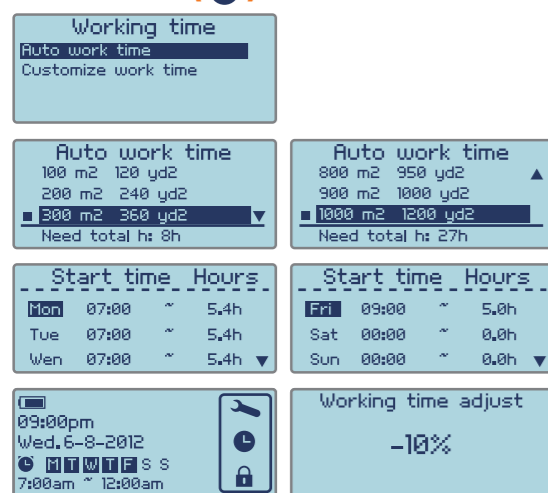 Working time
Auto work time
Customize work time
Auto work time
100 m2 120 yd2
200 m2 240 yd2
300 m2 360 yd2
Need total h: 8h
Auto work time
800 m2 950 yd2
900 m2 1000 yd2
1000 m2 1200 yd2
Need total h: 27h
Start time Hours
Mon 07:00 ~ 5.4h
Tue 07:00 ~ 5.4h
Wen 07:00 ~ 5.4h
Start time Hours
Fri 09:00 ~ 5.0h
Sat 00:00 ~ 0.0h
Sun 00:00 ~ 0.0h
09:00pm
Wed.6-8-2012
M T W T F S S
7:00am ~ 12:00am
Working time adjust
-10%